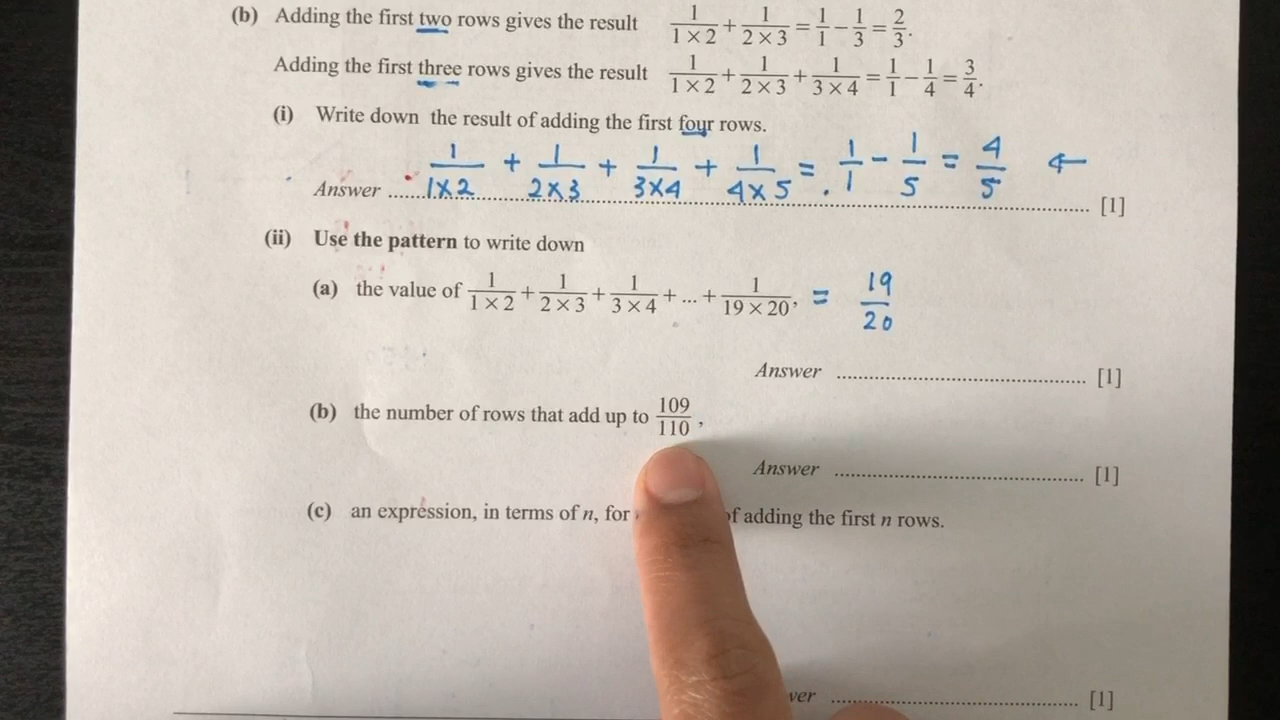 (b) Adding the first two rows gives the result 1/(1 × 2) + 1/(2 × 3) = 1/1 − 1/3 = 2/3.
Adding the first three rows gives the result 1/(1 × 2) + 1/(2 × 3) + 1/(3 × 4) = 1/1 − 1/4 = 3/4.
(i) Write down the result of adding the first four rows.
1/(1×2) + 1/(2×3) + 1/(3×4) + 1/(4×5) = 1/1 − 1/5 = 4/5 ←
Answer ........ [1]
(ii) Use the pattern to write down
(a) the value of 1/(1 × 2) + 1/(2 × 3) + 1/(3 × 4) + ... + 1/(19 × 20), = 19/20
Answer ........ [1]
(b) the number of rows that add up to 109/110,
Answer ........ [1]
(c) an expression, in terms of n, for of adding the first n rows.
........ [1]